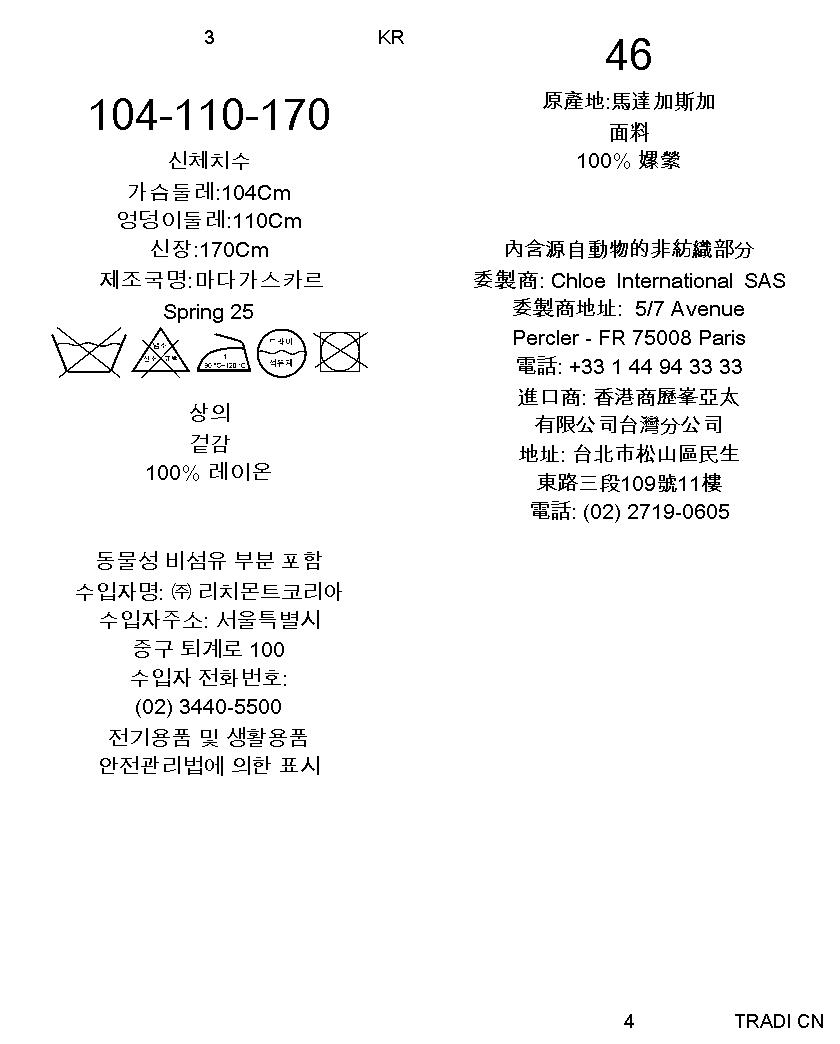 3
KR
104-110-170
신체치수
가슴둘레:104Cm
엉덩이둘레:110Cm
신장:170Cm
제조국명:마다가스카르
Spring 25
염소
산소 표백
1
90 °C~120 °C
드라이
석유계
상의
겉감
100% 레이온
동물성 비섬유 부분 포함
수입자명: ㈜ 리치몬트코리아
수입자주소: 서울특별시
중구 퇴계로 100
수입자 전화번호:
(02) 3440-5500
전기용품 및 생활용품
안전관리법에 의한 표시
46
原產地:馬達加斯加
面料
100% 嫘縈
內含源自動物的非紡織部分
委製商: Chloe International SAS
委製商地址: 5/7 Avenue
Percler - FR 75008 Paris
電話: +33 1 44 94 33 33
進口商: 香港商歷峯亞太
有限公司台灣分公司
地址: 台北市松山區民生
東路三段109號11樓
電話: (02) 2719-0605
4
TRADI CN